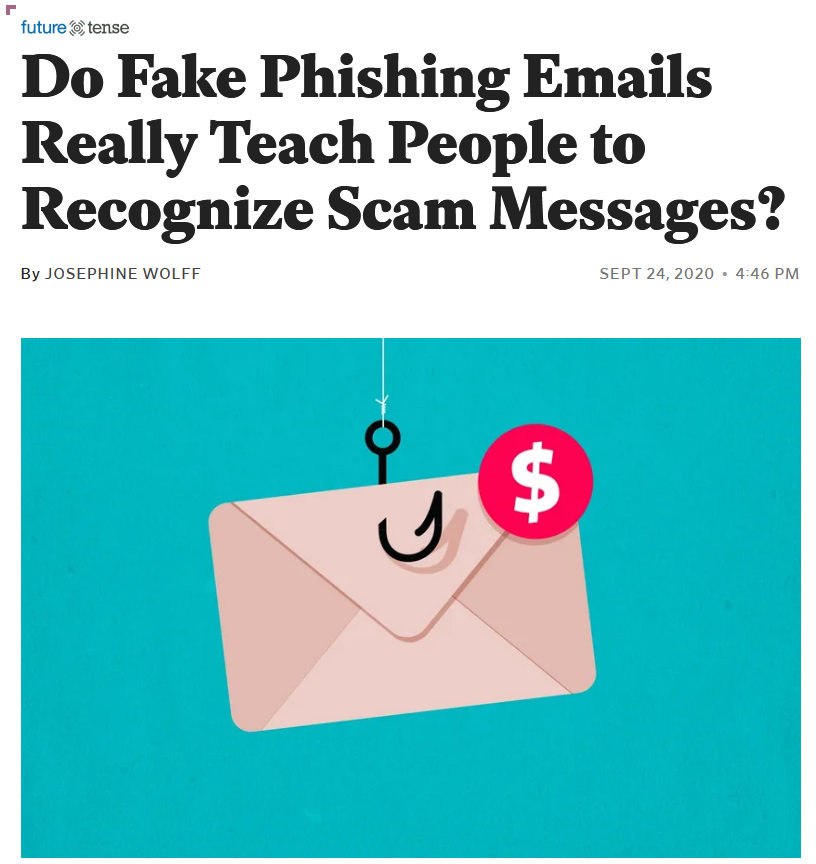 future tense
Do Fake Phishing Emails
Really Teach People to
Recognize Scam Messages?
By JOSEPHINE WOLFF
SEPT 24, 2020 • 4:46 PM
$